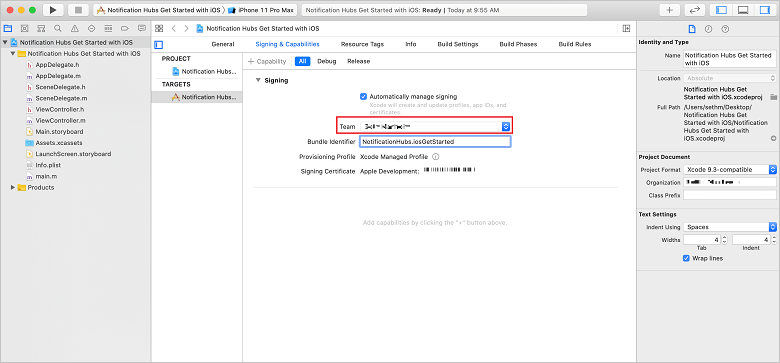 Notification Hubs Get Started with iOS
iPhone 11 Pro Max
Notification Hubs Get Started with iOS: Ready | Today at 9:55 AM
Notification Hubs Get Started with iOS
Notification Hubs Get Started with iOS
AppDelegate.h
AppDelegate.m
SceneDelegate.h
SceneDelegate.m
ViewController.h
ViewController.m
Main.storyboard
Assets.xcassets
LaunchScreen.storyboard
Info.plist
main.m
Products
Notification Hubs Get Started with iOS
General Signing & Capabilities Resource Tags Info Build Settings Build Phases Build Rules
PROJECT
Notification Hubs...
TARGETS
Notification Hubs...
+ Capability All Debug Release
Signing
Automatically manage signing
Xcode will create and update profiles, app IDs, and
certificates.
Team
Bundle Identifier NotificationHubs.iosGetStarted
Provisioning Profile Xcode Managed Profile
Signing Certificate Apple Development:
Add capabilities by clicking the "+" button above.
Identity and Type
Name Notification Hubs Get Started
with iOS
Location Absolute
Notification Hubs Get
Started with iOS.xcodeproj
Full Path /Users/sethm/Desktop/
Notification Hubs Get
Started with iOS/Notification
Hubs Get Started with
iOS.xcodeproj
Project Document
Project Format Xcode 9.3-compatible
Organization
Class Prefix
Text Settings
Indent Using Spaces
Widths 4 4
Tab Indent
Wrap lines